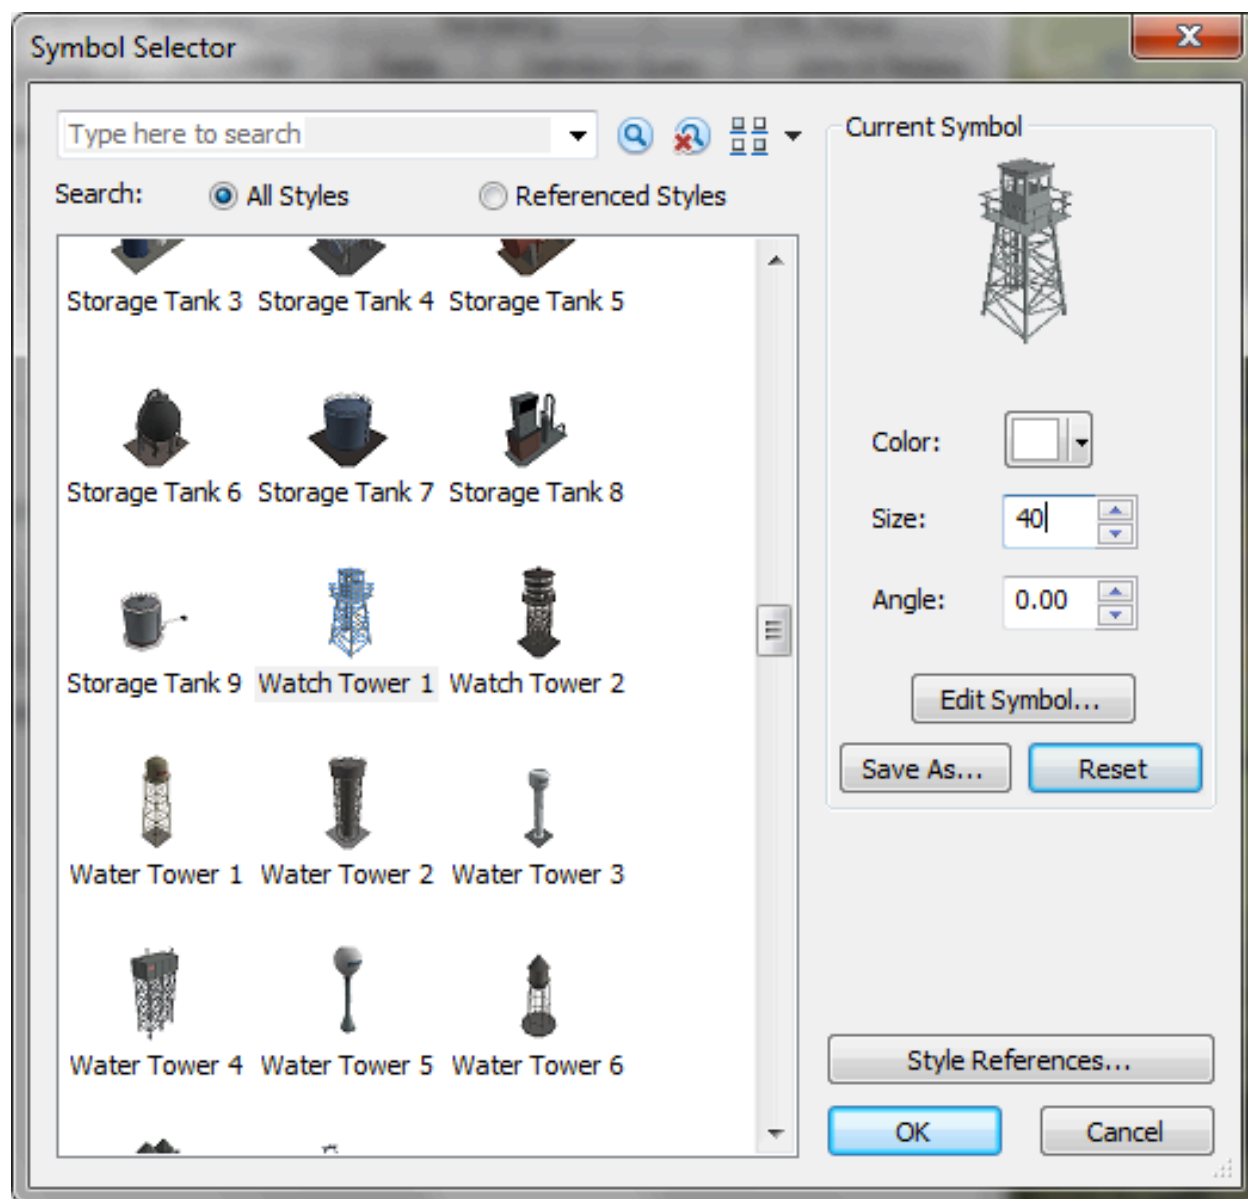 Symbol Selector
Type here to search
Search: All Styles Referenced Styles
Storage Tank 3 Storage Tank 4 Storage Tank 5
Storage Tank 6 Storage Tank 7 Storage Tank 8
Storage Tank 9 Watch Tower 1 Watch Tower 2
Water Tower 1 Water Tower 2 Water Tower 3
Water Tower 4 Water Tower 5 Water Tower 6
Current Symbol
Color:
Size: 40
Angle: 0.00
Edit Symbol...
Save As... Reset
Style References...
OK Cancel